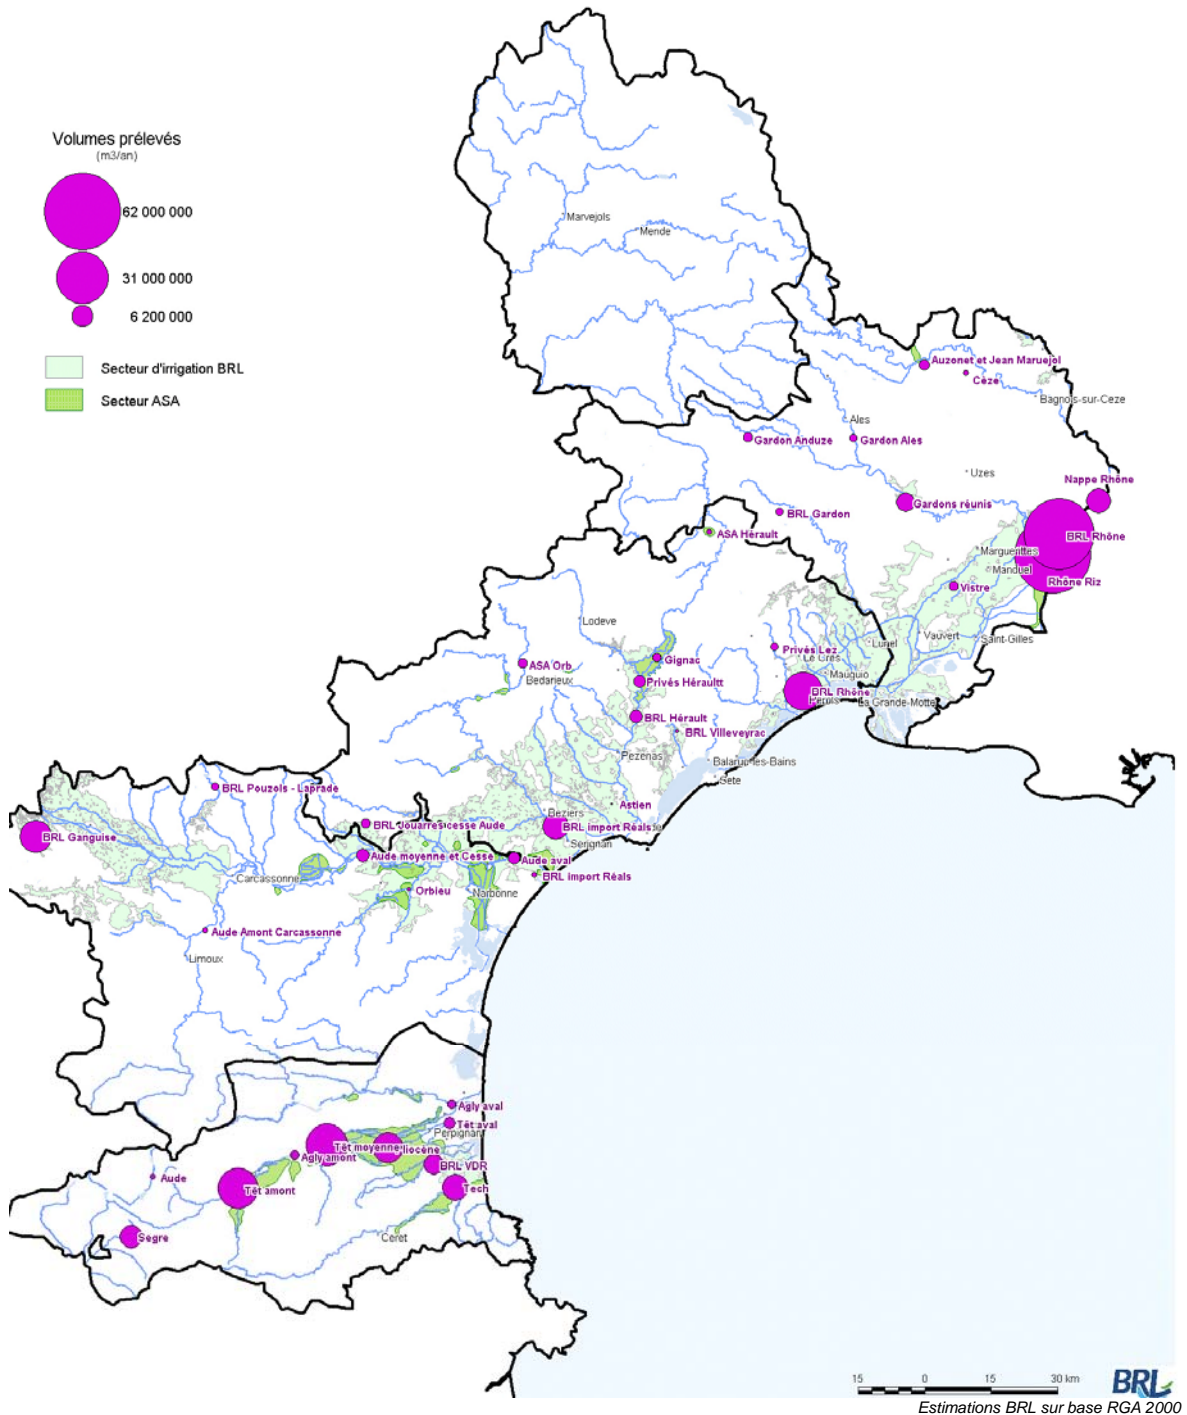 Volumes prélevés
(m3/an)
62 000 000
31 000 000
6 200 000
Secteur d'irrigation BRL
Secteur ASA
Marvejols
Mende
Auzonet et Jean Maruejol
Cèze
Bagnols-sur-Ceze
Ales
Gardon Anduze
Gardon Ales
Uzes
Nappe Rhône
Gardons réunis
BRL Gardon
ASA Hérault
BRL Rhône
Marguerittes
Manduel
Rhône Riz
Vistre
Lodeve
Vauvert
Saint-Gilles
Lunel
Privés Lez
Le Crès
Gignac
ASA Orb
Bedarieux
Privés Héraultt
Mauguio
BRL Rhône
Perols
La Grande-Motte
BRL Hérault
BRL Villeveyrac
Pezenas
Balaruc-les-Bains
Sete
BRL Pouzols - Laprade
Astien
Beziers
BRL Jouarres cesse Aude
BRL import Réals
BRL Ganguise
Serignan
Aude moyenne et Cesse
Aude aval
BRL import Réals
Carcassonne
Orbieu
Narbonne
Aude Amont Carcassonne
Limoux
Agly aval
Têt aval
Perpignan
Têt moyenne
liocène
Agly amont
BRL VDR
Aude
Têt amont
Tech
Sègre
Céret
15 0 15 30 km
BRL
Estimations BRL sur base RGA 2000